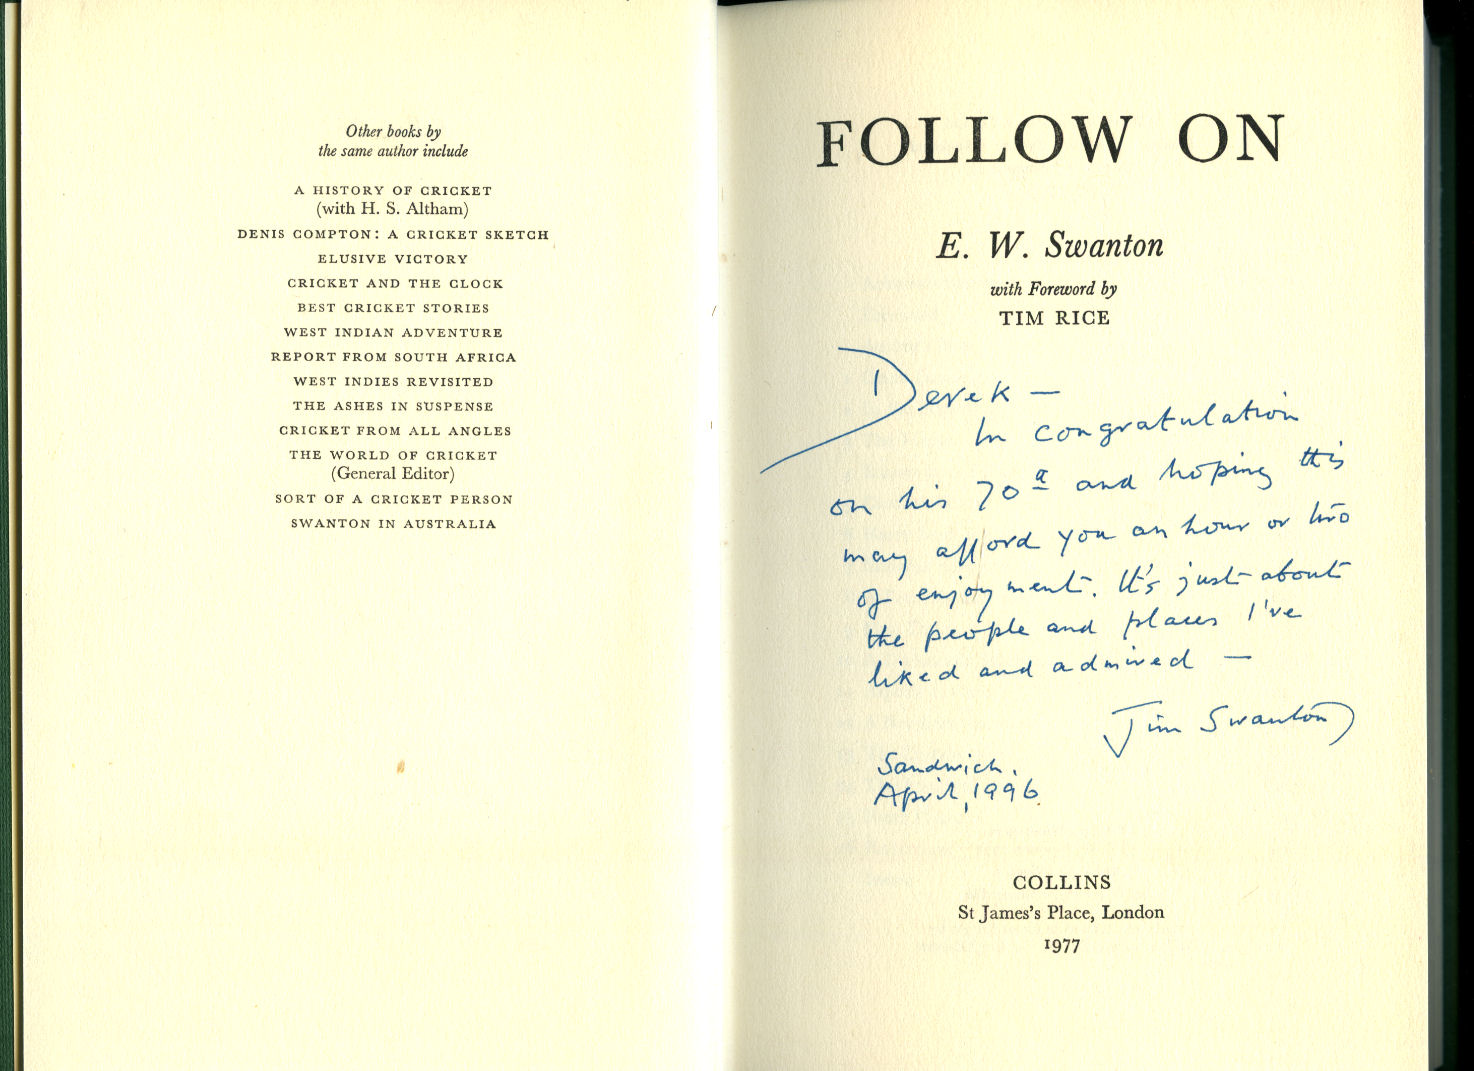 Other books by
the same author include
A HISTORY OF CRICKET
(with H. S. Altham)
DENIS COMPTON: A CRICKET SKETCH
ELUSIVE VICTORY
CRICKET AND THE CLOCK
BEST CRICKET STORIES
WEST INDIAN ADVENTURE
REPORT FROM SOUTH AFRICA
WEST INDIES REVISITED
THE ASHES IN SUSPENSE
CRICKET FROM ALL ANGLES
THE WORLD OF CRICKET
(General Editor)
SORT OF A CRICKET PERSON
SWANTON IN AUSTRALIA
FOLLOW ON
E. W. Swanton
with Foreword by
TIM RICE
Derek —
In congratulation
on his and hoping this
may afford you an hour or two
of enjoyment. It's just about
the people and places I've
liked and admired —
Jim Swanton
Sandwich.
April, 1996.
COLLINS
St James's Place, London
1977